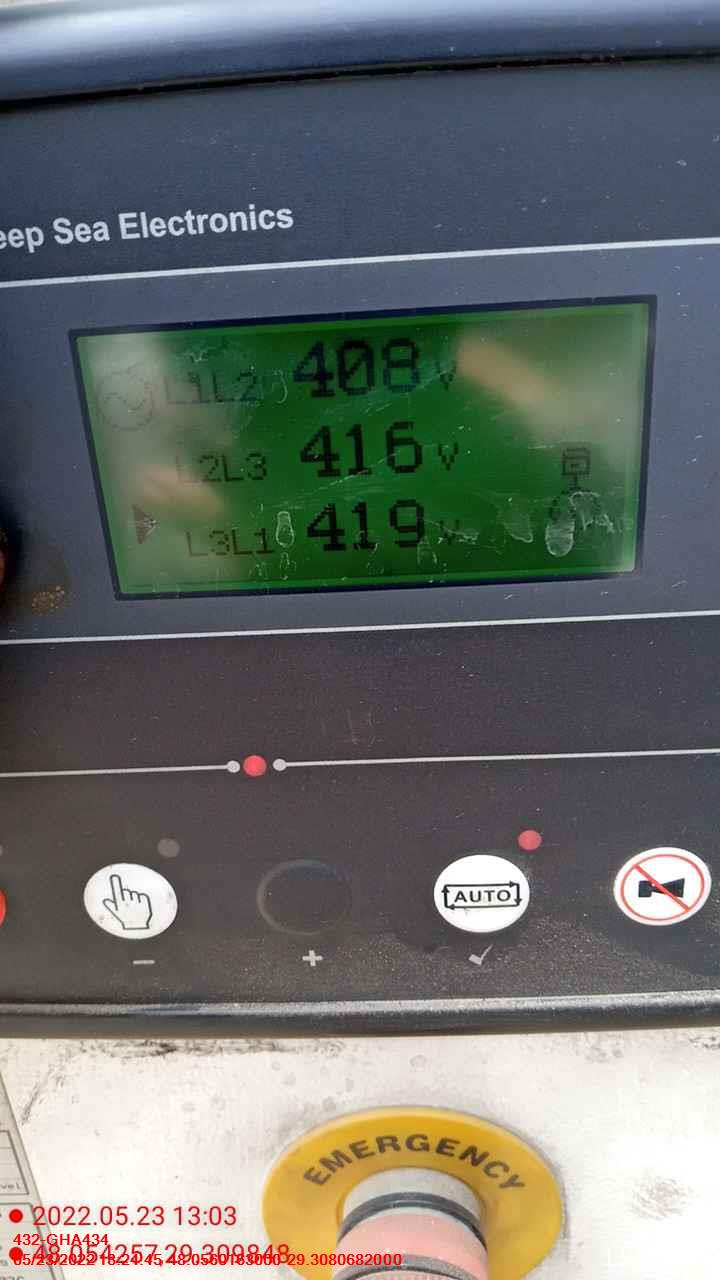 eep Sea Electronics
L1L2 408 V
L2L3 416 V
L3L1 419 V
AUTO
EMERGENCY
2022.05.23 13:03
432-GHA434
48.054257,29.309848